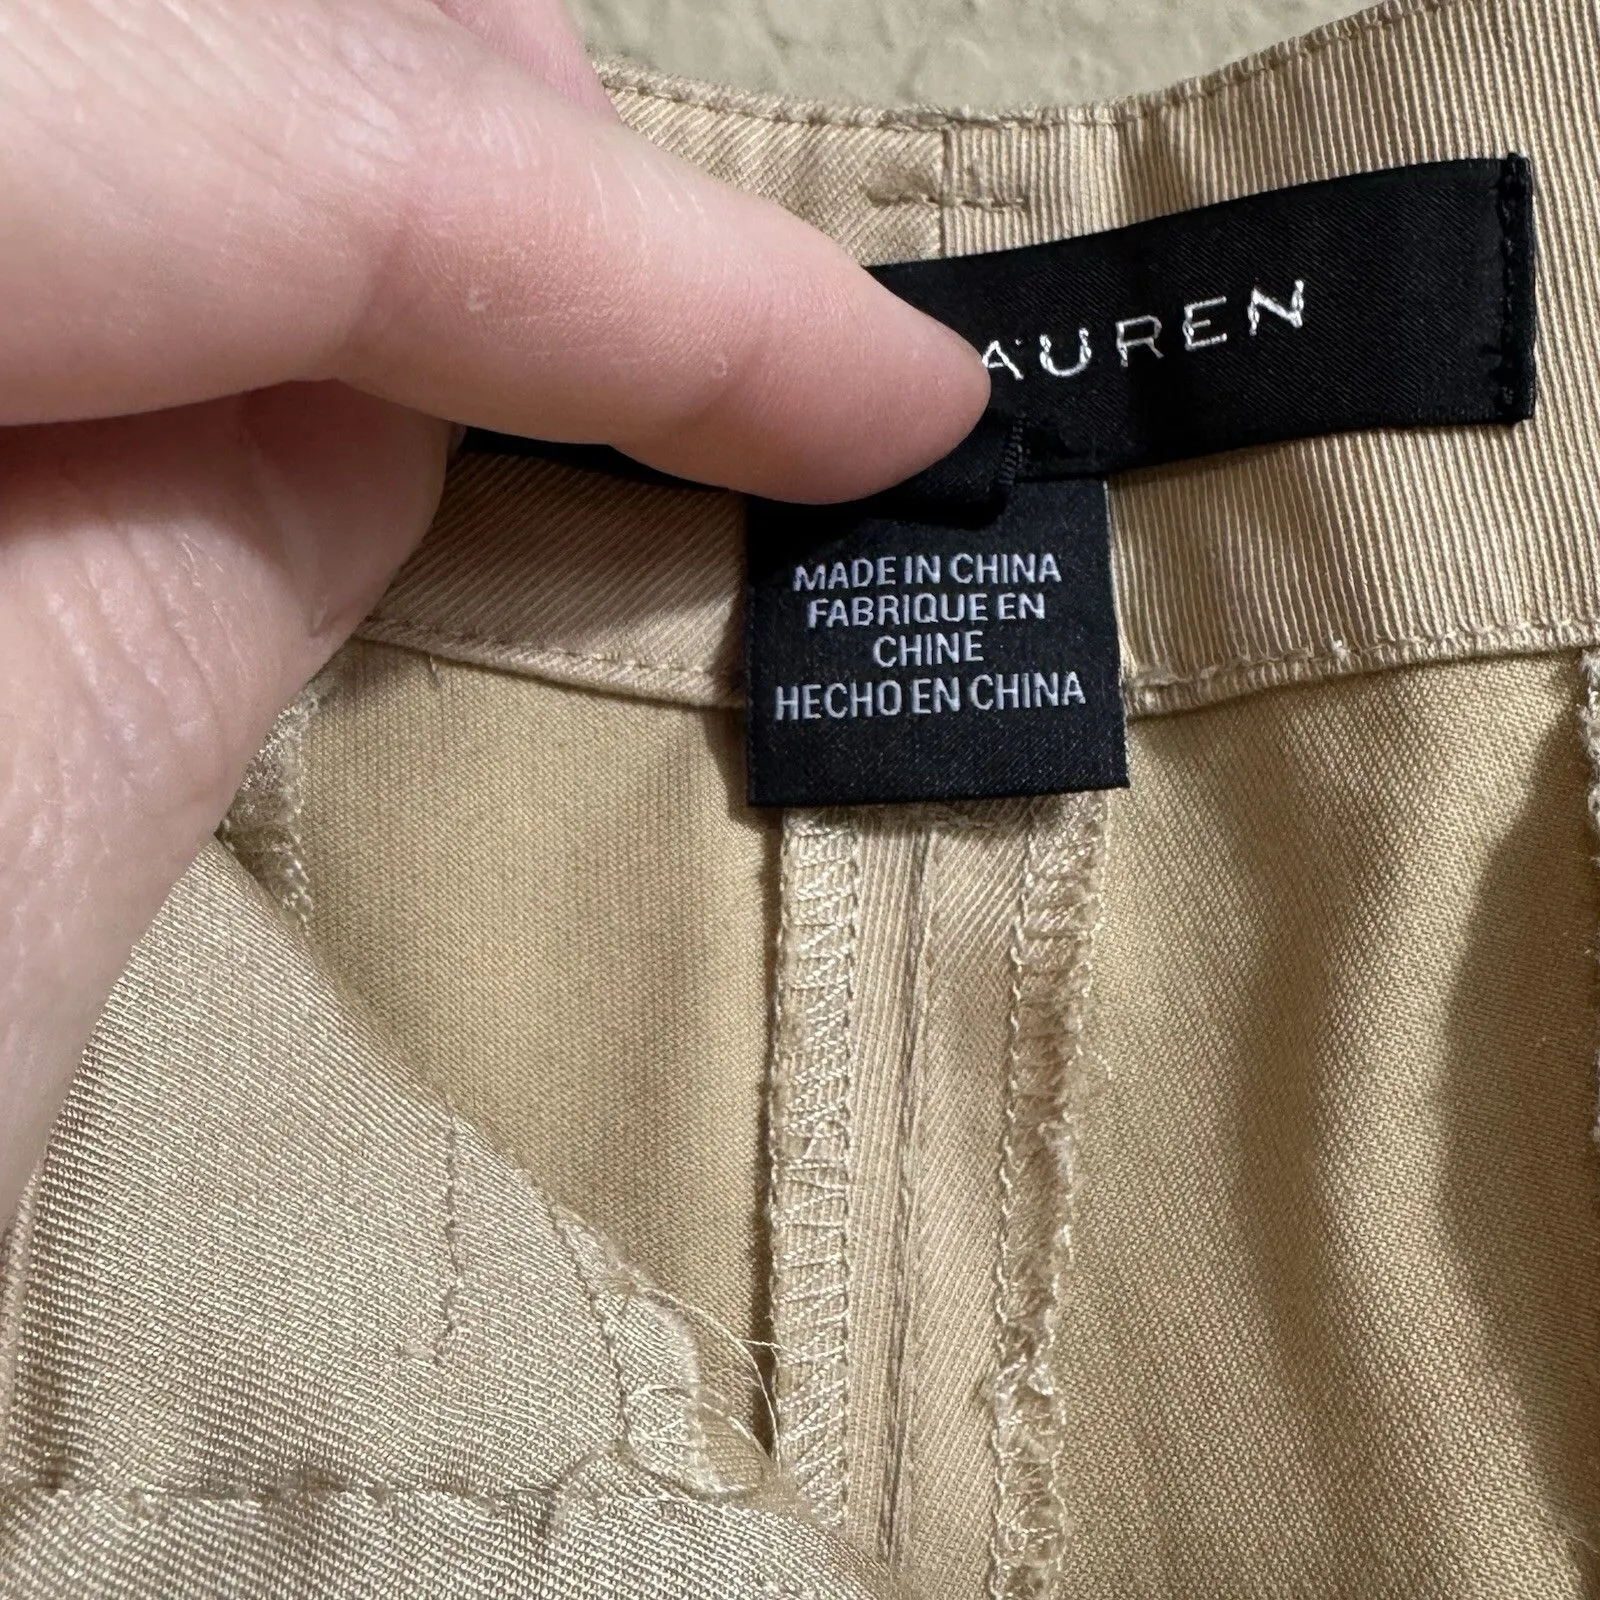 AUREN
MADE IN CHINA
FABRIQUE EN
CHINE
HECHO EN CHINA